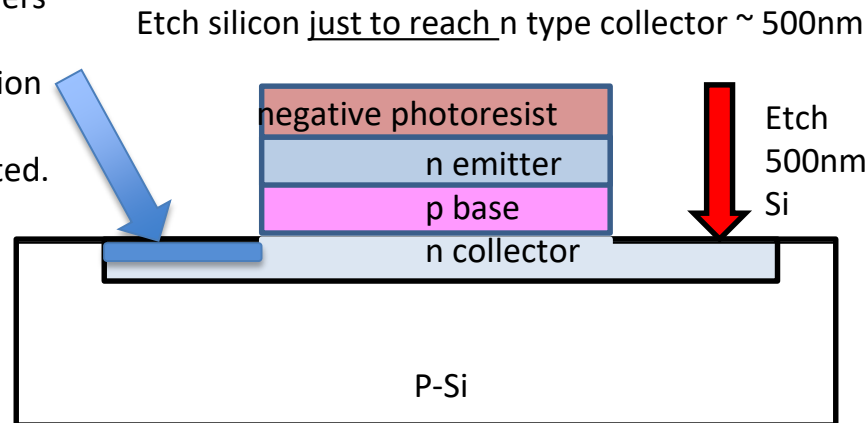 Etch silicon just to reach n type collector ~ 500nm
negative photoresist
n emitter
p base
n collector
P-Si
Etch
500nm
Si